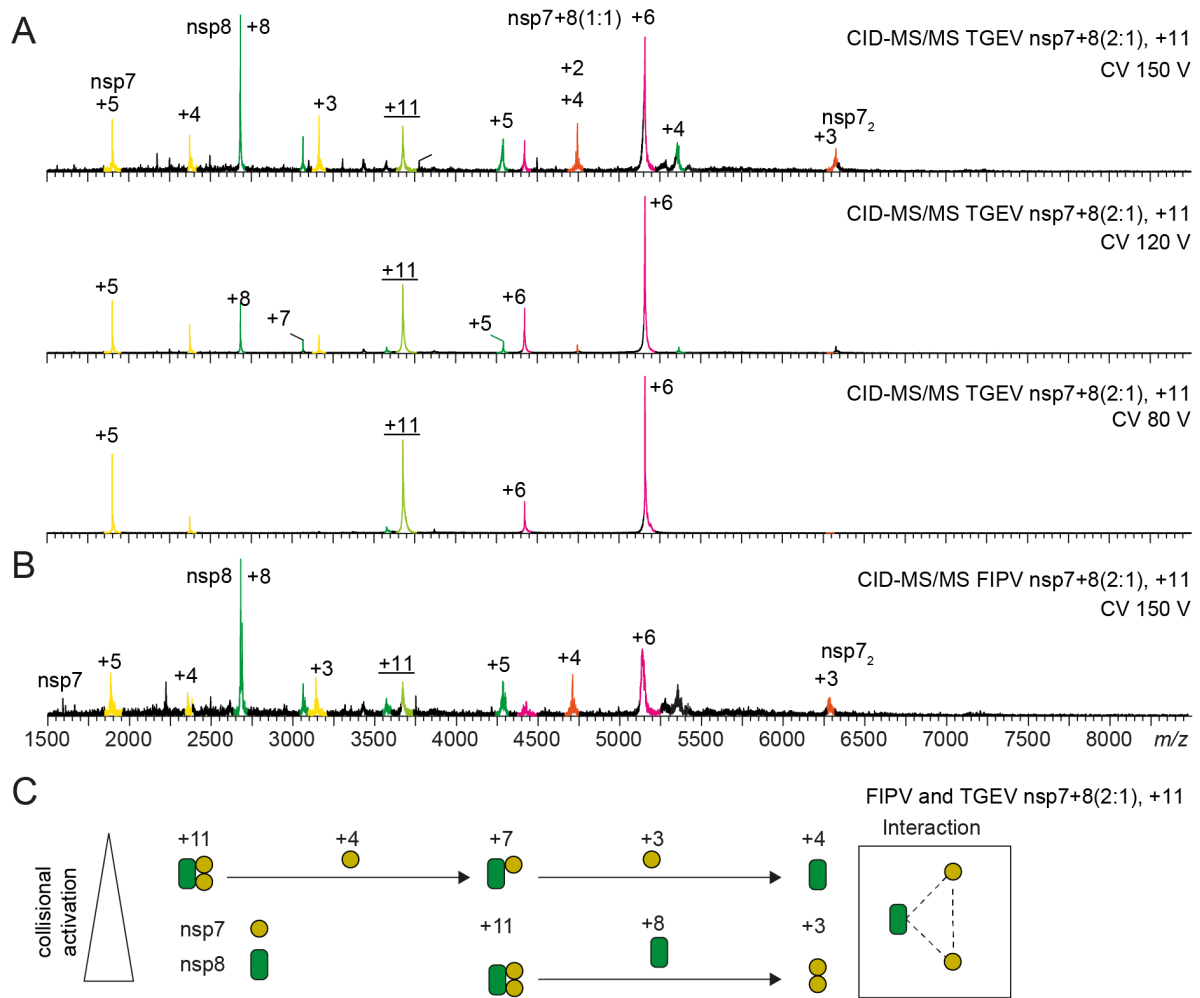 A
nsp8 +8
nsp7+8(1:1) +6
CID-MS/MS TGEV nsp7+8(2:1), +11
CV 150 V
nsp7
+5
+4
+3
+11
+5
+2
+4
+4
nsp7₂
+3
CID-MS/MS TGEV nsp7+8(2:1), +11
CV 120 V
+6
+5
+8
+7
+11
+5
+6
CID-MS/MS TGEV nsp7+8(2:1), +11
CV 80 V
+6
+5
+11
+6
B
nsp8 +8
CID-MS/MS FIPV nsp7+8(2:1), +11
CV 150 V
nsp7
+5
+4
+3
+11
+5
+4
+6
nsp7₂
+3
1500 2000 2500 3000 3500 4000 4500 5000 5500 6000 6500 7000 7500 8000 m/z
C
FIPV and TGEV nsp7+8(2:1), +11
Interaction
collisional
activation
+11 +4 +7 +3 +4
nsp7
nsp8
+11 +8 +3